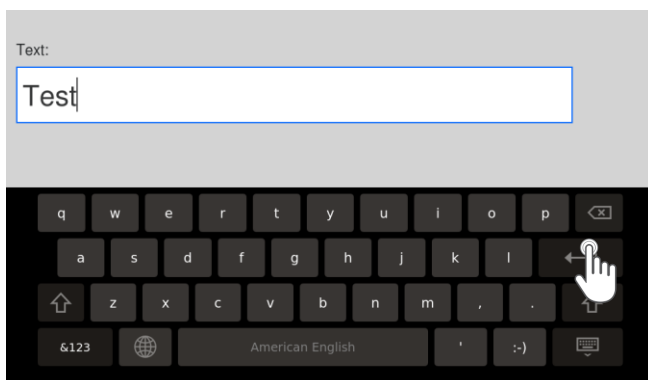 Text:
Test
q w e r t y u i o p
a s d f g h j k l
z x c v b n m , .
&123 American English ' :-)